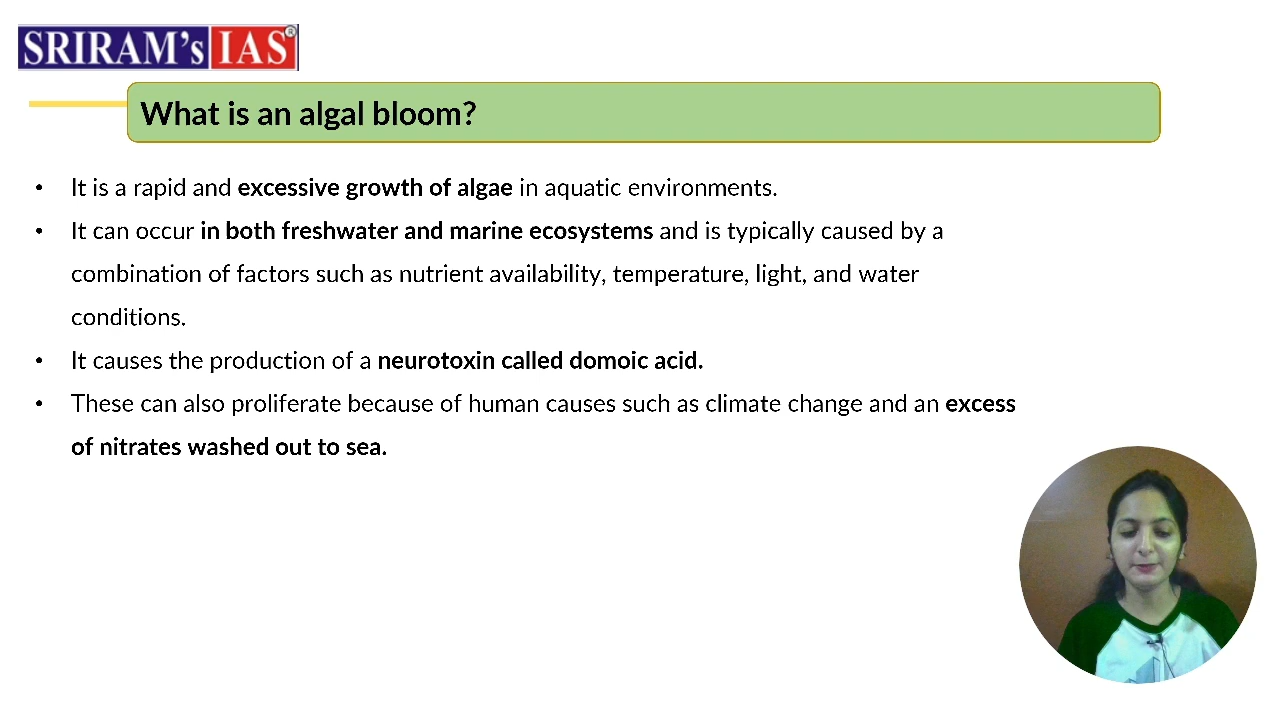 SRIRAM's IAS®
What is an algal bloom?
• It is a rapid and excessive growth of algae in aquatic environments.
• It can occur in both freshwater and marine ecosystems and is typically caused by a
combination of factors such as nutrient availability, temperature, light, and water
conditions.
• It causes the production of a neurotoxin called domoic acid.
• These can also proliferate because of human causes such as climate change and an excess
of nitrates washed out to sea.